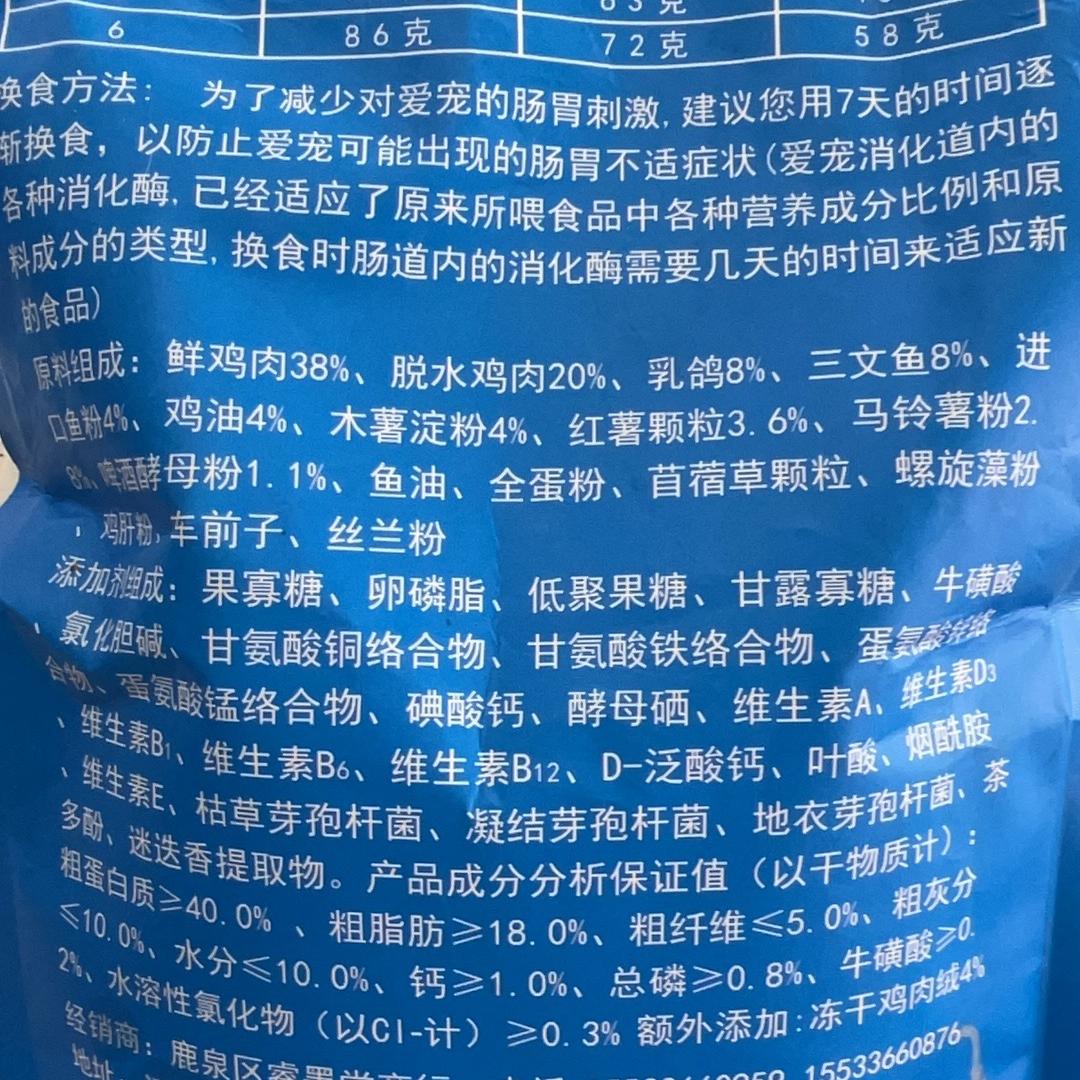 6 86克 72克 58克
换食方法： 为了减少对爱宠的肠胃刺激,建议您用7天的时间逐
渐换食，以防止爱宠可能出现的肠胃不适症状(爱宠消化道内的
各种消化酶,已经适应了原来所喂食品中各种营养成分比例和原
料成分的类型,换食时肠道内的消化酶需要几天的时间来适应新
的食品)
原料组成：鲜鸡肉38%、脱水鸡肉20%、乳鸽8%、三文鱼8%、进
口鱼粉4%、鸡油4%、木薯淀粉4%、红薯颗粒3.6%、马铃薯粉2.
8%、啤酒酵母粉1.1%、鱼油、全蛋粉、苜蓿草颗粒、螺旋藻粉
，鸡肝粉,车前子、丝兰粉
添加剂组成：果寡糖、卵磷脂、低聚果糖、甘露寡糖、牛磺酸
、氯化胆碱、甘氨酸铜络合物、甘氨酸铁络合物、蛋氨酸锌络
合物、蛋氨酸锰络合物、碘酸钙、酵母硒、维生素A、维生素D3
、维生素B1、维生素B6、维生素B12、D-泛酸钙、叶酸、烟酰胺
、维生素E、枯草芽孢杆菌、凝结芽孢杆菌、地衣芽孢杆菌、茶
多酚、迷迭香提取物。产品成分分析保证值（以干物质计）：
粗蛋白质≥40.0%、粗脂肪≥18.0%、粗纤维≤5.0%、粗灰分
≤10.0%、水分≤10.0%、钙≥1.0%、总磷≥0.8%、牛磺酸≥0.
2%、水溶性氯化物（以Cl-计）≥0.3% 额外添加:冻干鸡肉绒4%
经销商：鹿泉区 15533660876
地址：